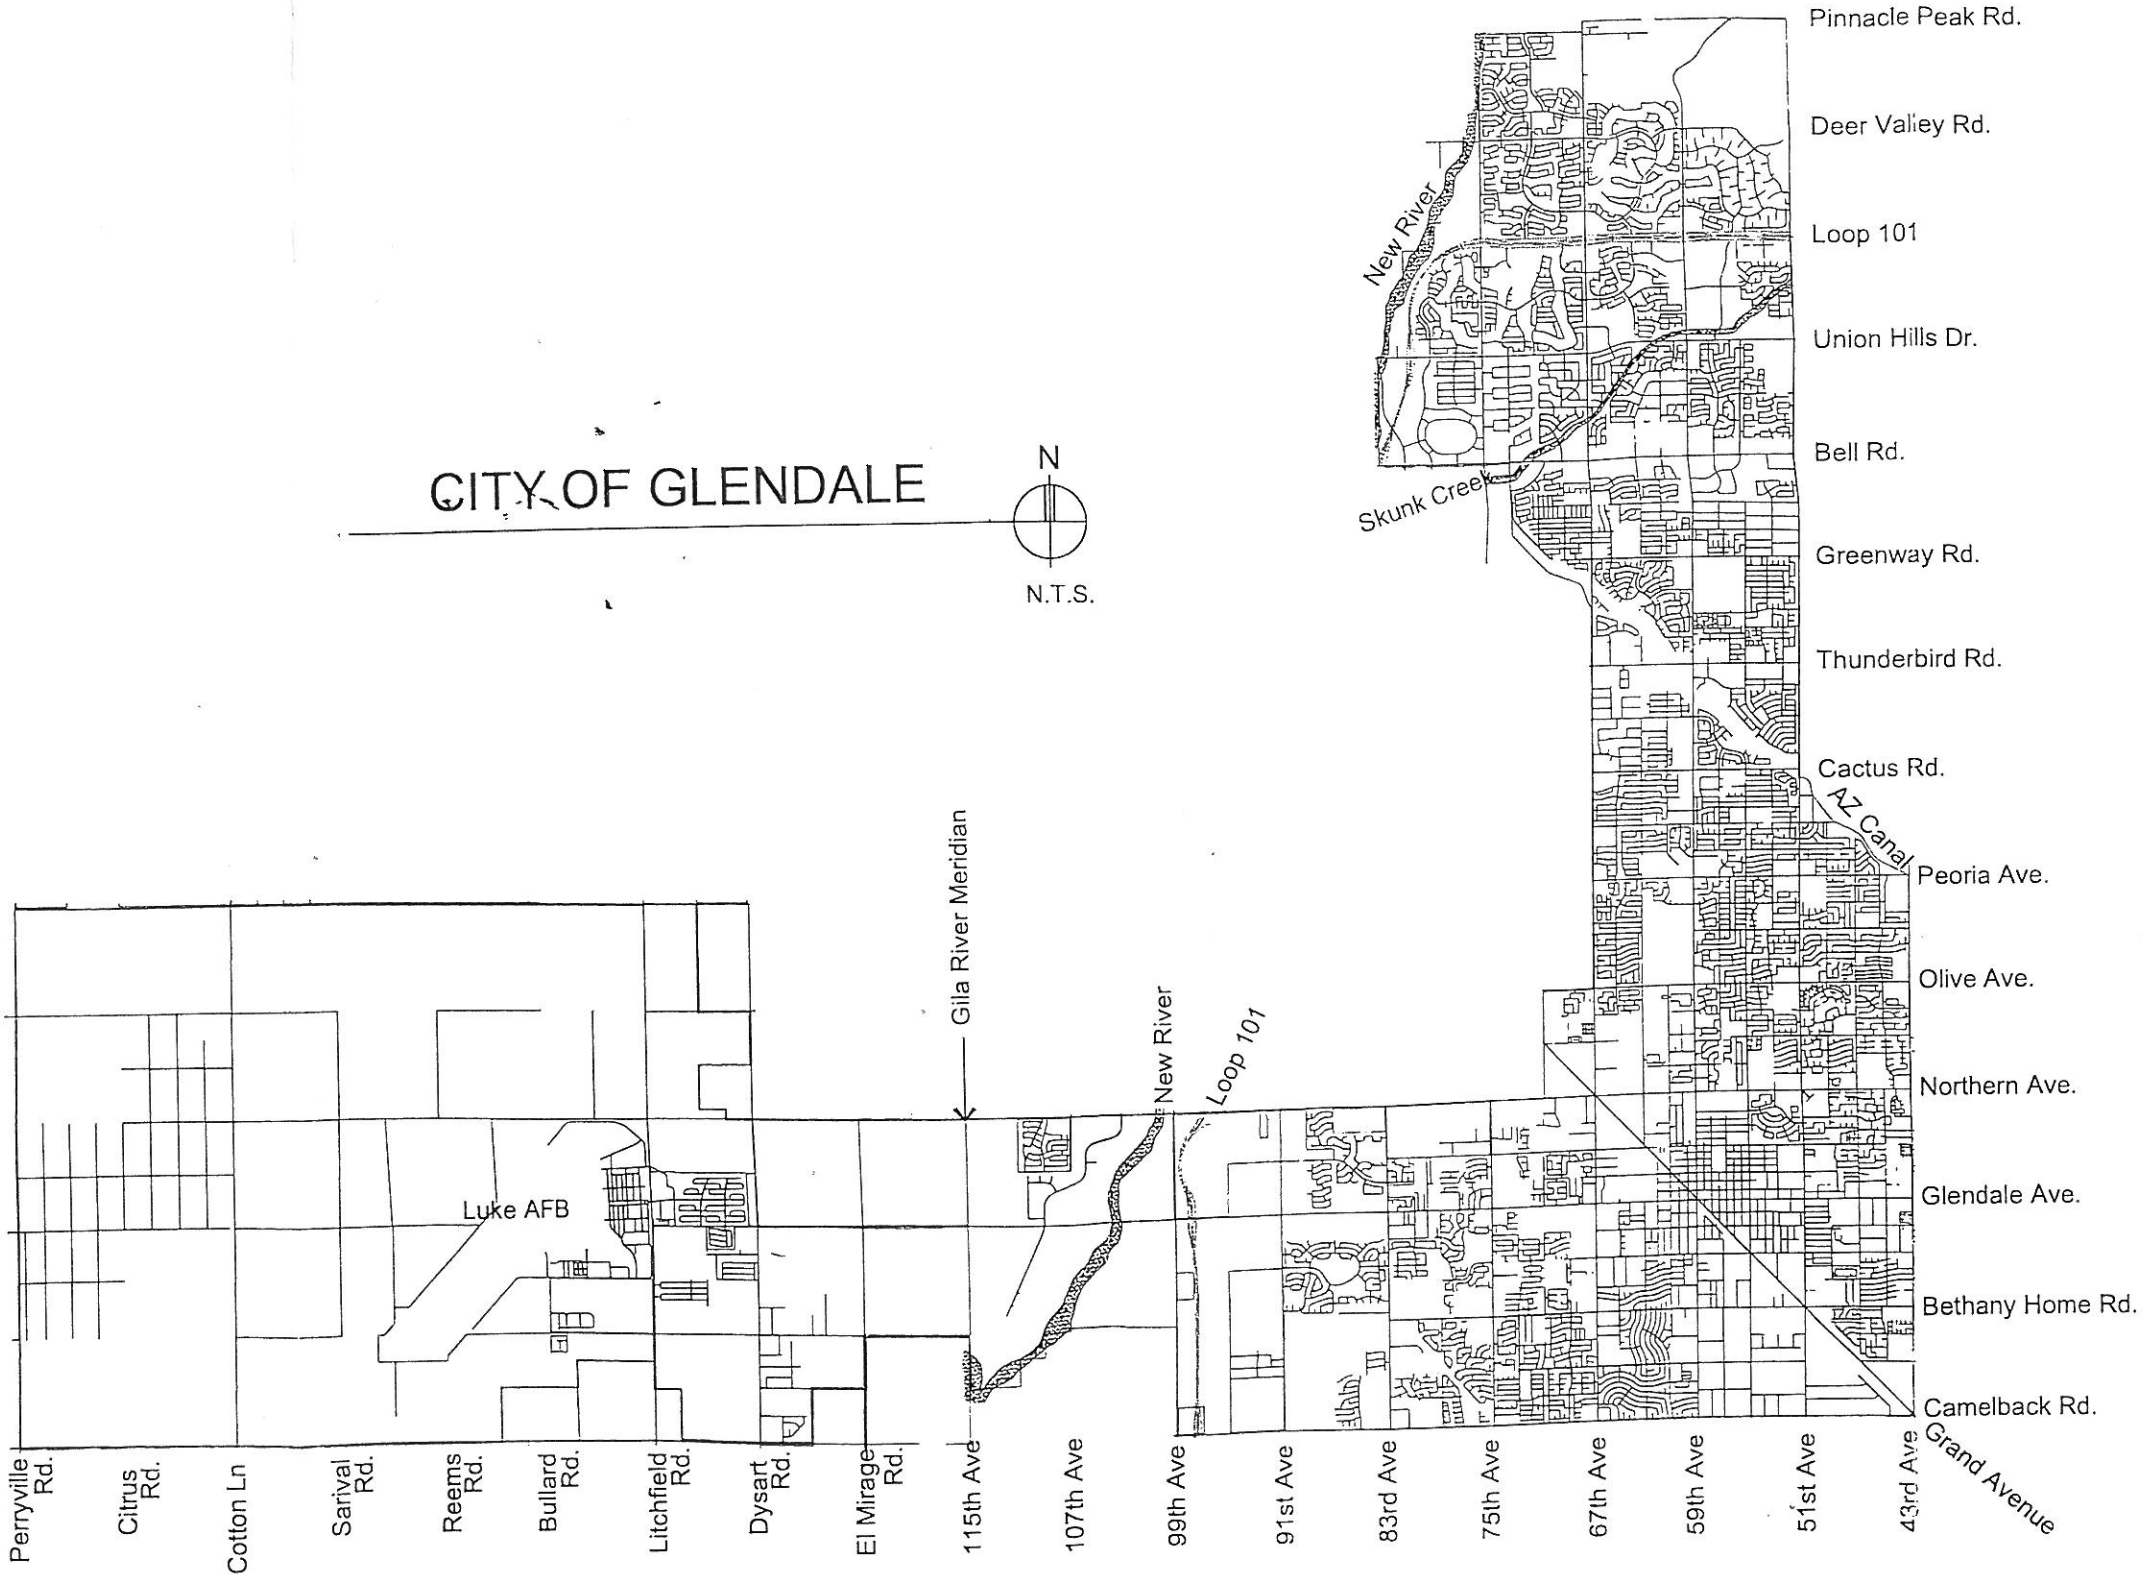 Pinnacle Peak Rd.
Deer Valley Rd.
New River
Loop 101
Union Hills Dr.
Bell Rd.
CITY OF GLENDALE
N
Skunk Creek
Greenway Rd.
N.T.S.
Thunderbird Rd.
Cactus Rd.
AZ Canal
Gila River Meridian
Peoria Ave.
Olive Ave.
New River
Loop 101
Northern Ave.
Luke AFB
Glendale Ave.
Bethany Home Rd.
Camelback Rd.
Grand Avenue
Perryville
Rd.
Citrus
Rd.
Cotton Ln
Sarival
Rd.
Reems
Rd.
Bullard
Rd.
Litchfield
Rd.
Dysart
Rd.
El Mirage
Rd.
115th Ave
107th Ave
99th Ave
91st Ave
83rd Ave
75th Ave
67th Ave
59th Ave
51st Ave
43rd Ave